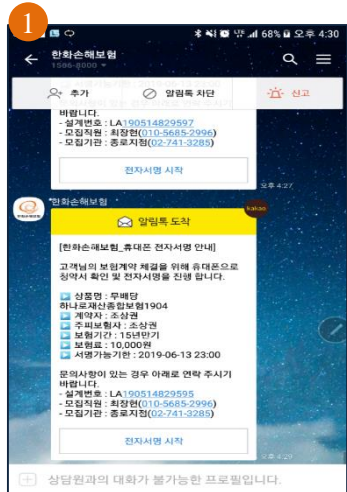 1
68% 오후 4:30
한화손해보험
1566-8000
추가
알림톡 차단
신고
바랍니다.
- 설계번호 : LA190514829597
- 모집직원 : 최장현(010-5685-2996)
- 모집기관 : 종로지점(02-741-3285)
전자서명 시작
오후 4:27
한화손해보험
kakao
알림톡 도착
[한화손해보험_휴대폰 전자서명 안내]
고객님의 보험계약 체결을 위해 휴대폰으로
청약서 확인 및 전자서명을 진행 합니다.
상품명 : 무배당
하나로재산종합보험1904
계약자 : 조상권
주피보험자 : 조상권
보험기간 : 15년만기
보험료 : 10,000원
서명가능기한 : 2019-06-13 23:00
문의사항이 있는 경우 아래로 연락 주시기
바랍니다.
- 설계번호 : LA190514829595
- 모집직원 : 최장현(010-5685-2996)
- 모집기관 : 종로지점(02-741-3285)
전자서명 시작
오후 4:29
상담원과의 대화가 불가능한 프로필입니다.